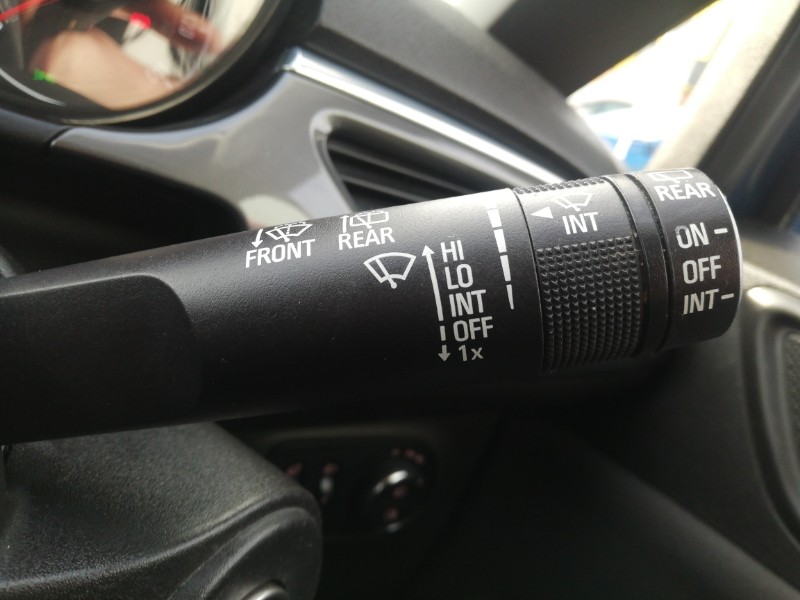 FRONT
REAR
HI
LO
INT
OFF
1x
INT
REAR
ON
OFF
INT